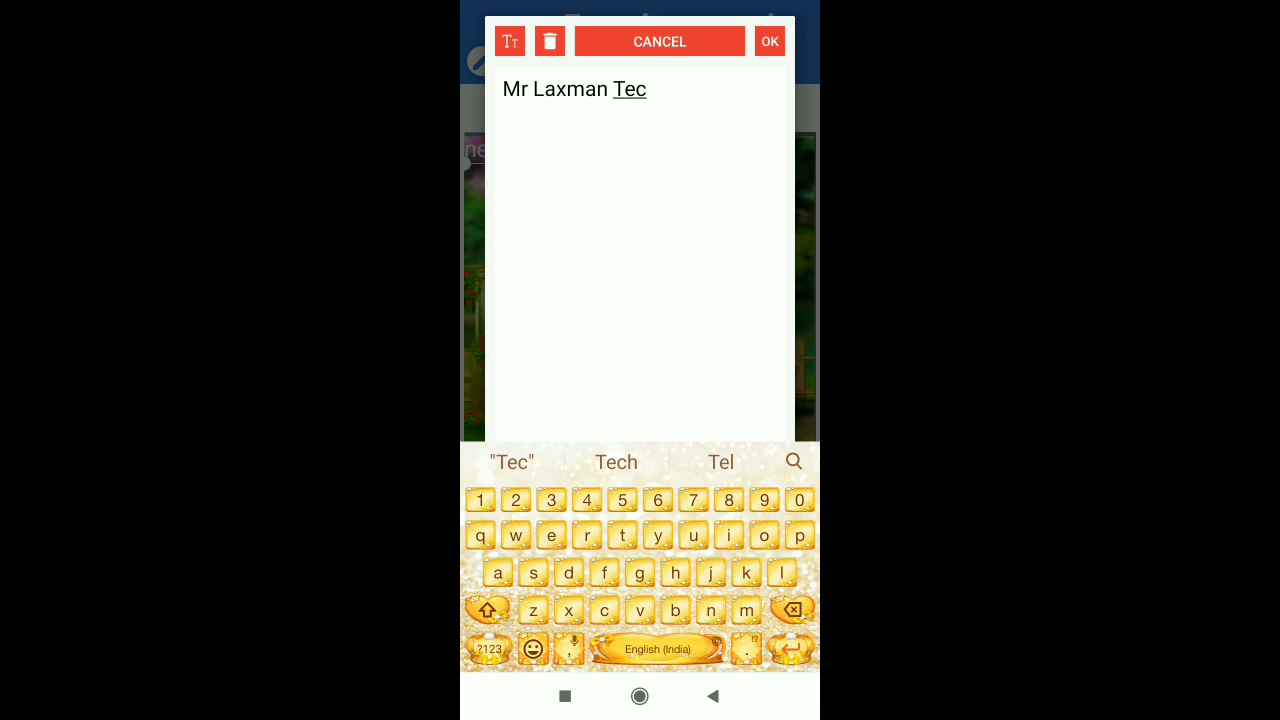 CANCEL OK
Mr Laxman Tec
ne
"Tec" Tech Tel
1 2 3 4 5 6 7 8 9 0
q w e r t y u i o p
a s d f g h j k l
z x c v b n m
?123 , English (India) . !?